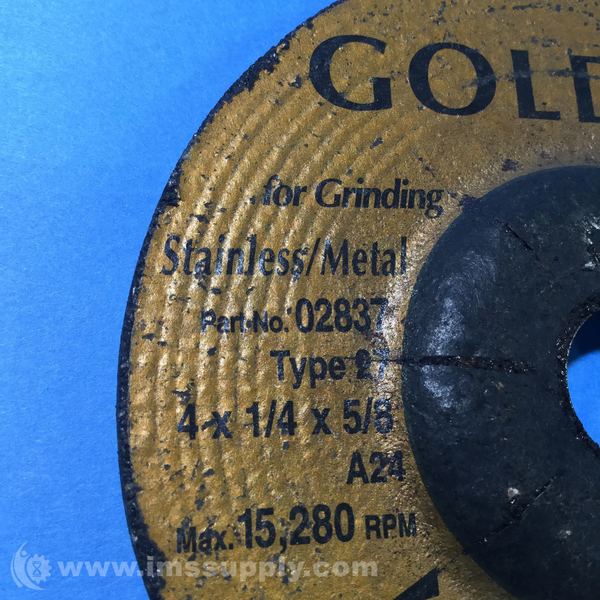 GOLD
for Grinding
Stainless/Metal
Part No. 02837
Type 27
4 x 1/4 x 5/8
A24
Max. 15,280 RPM
www.imssupply.com